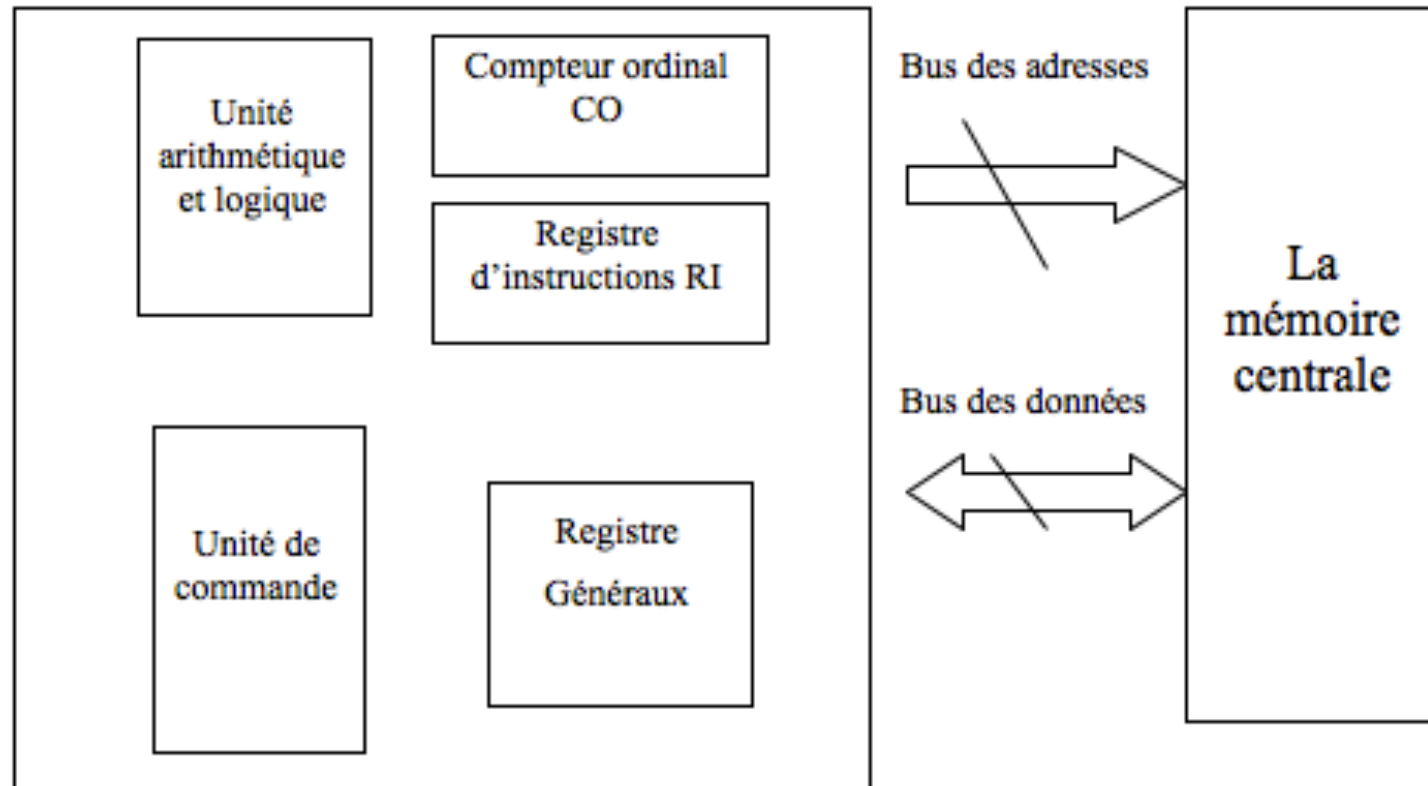 Unité
arithmétique
et logique
Compteur ordinal
CO
Registre
d'instructions RI
Unité de
commande
Registre
Généraux
Bus des adresses
Bus des données
La
mémoire
centrale